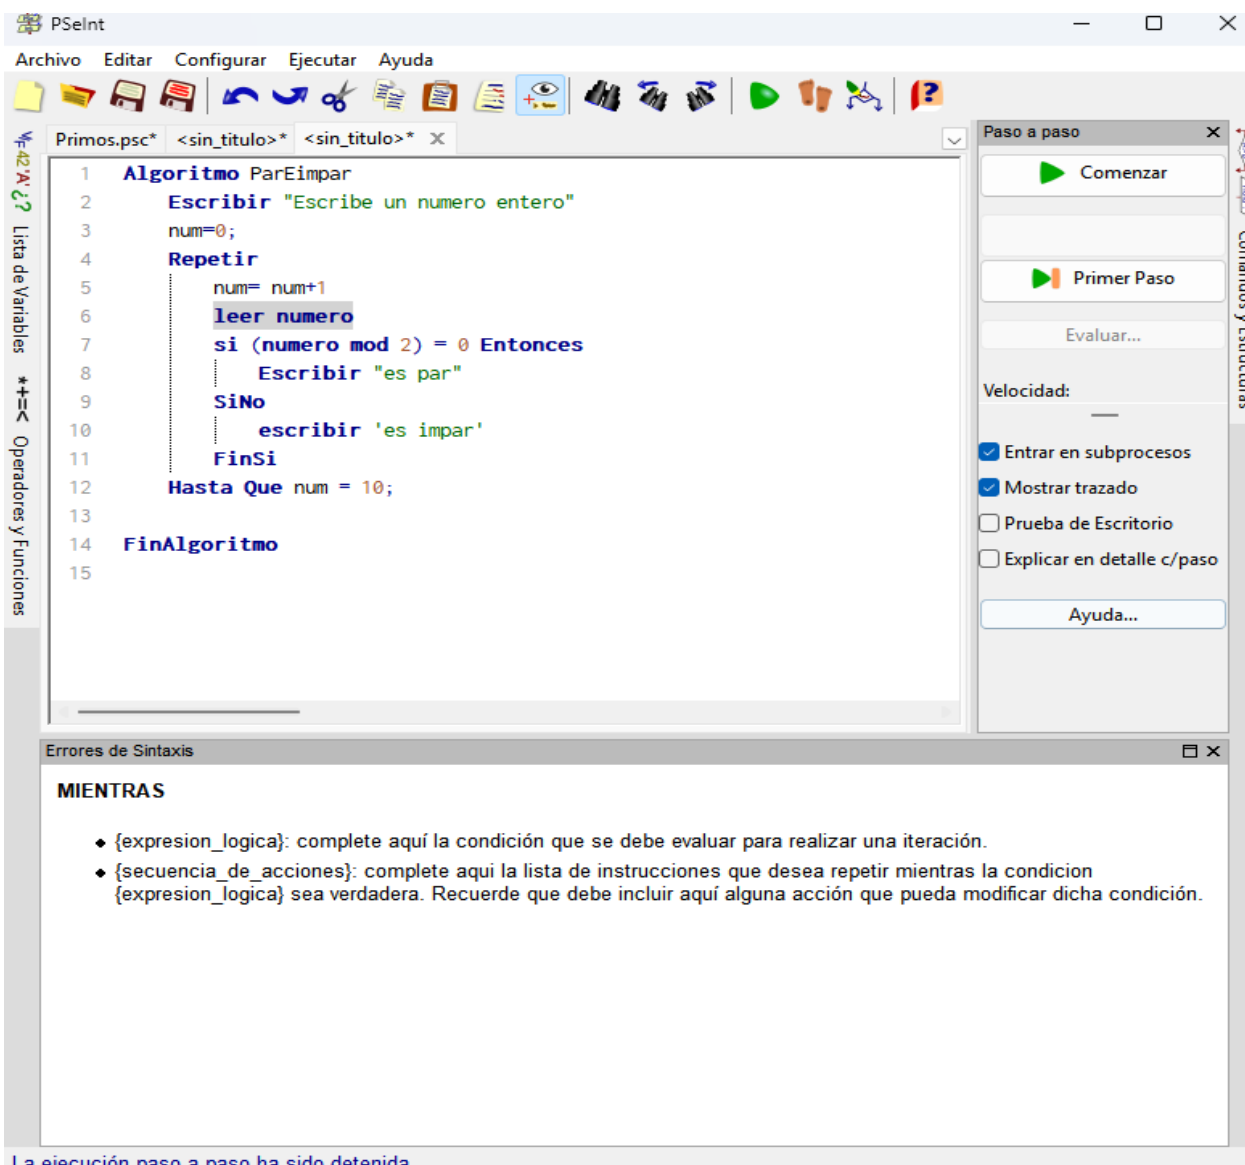 PSeInt
Archivo Editar Configurar Ejecutar Ayuda
Primos.psc* <sin_titulo>* <sin_titulo>*
42 'A' ¿? Lista de Variables
*+=< Operadores y Funciones
1 Algoritmo ParEimpar
2 Escribir "Escribe un numero entero"
3 num=0;
4 Repetir
5 num= num+1
6 leer numero
7 si (numero mod 2) = 0 Entonces
8 Escribir "es par"
9 SiNo
10 escribir 'es impar'
11 FinSi
12 Hasta Que num = 10;
13
14 FinAlgoritmo
15
Paso a paso
Comenzar
Primer Paso
Evaluar...
Velocidad:
Entrar en subprocesos
Mostrar trazado
Prueba de Escritorio
Explicar en detalle c/paso
Ayuda...
Comandos y Estructuras
Errores de Sintaxis
MIENTRAS
{expresion_logica}: complete aquí la condición que se debe evaluar para realizar una iteración.
{secuencia_de_acciones}: complete aqui la lista de instrucciones que desea repetir mientras la condicion
{expresion_logica} sea verdadera. Recuerde que debe incluir aquí alguna acción que pueda modificar dicha condición.
La ejecución paso a paso ha sido detenida